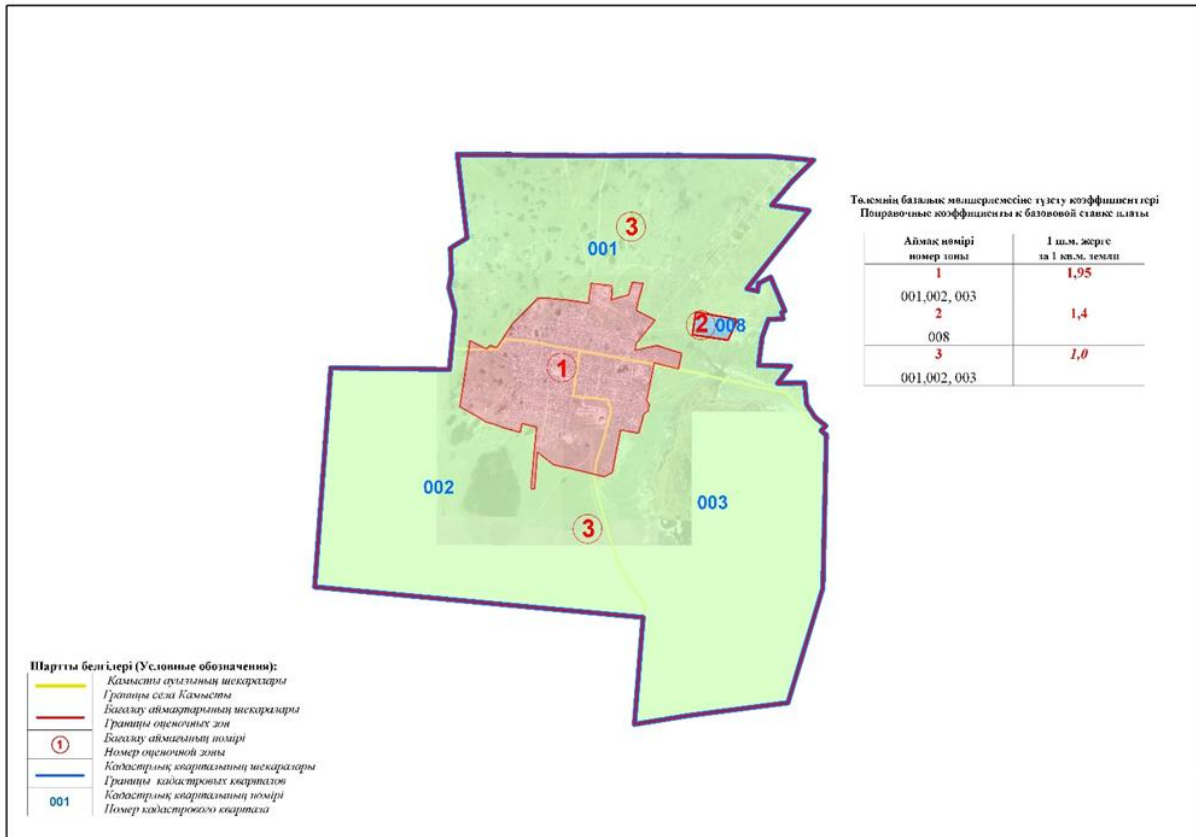 3
001
2
008
1
002
003
3
Төлемнің базалық мөлшерлемесіне түзету коэффициенттері
Поправочные коэффициенты к базововой ставке платы
Аймақ нөмірі
номер зоны
1 ш.м. жерге
за 1 кв.м. земли
1
1,95
001,002, 003
2
1,4
008
3
1,0
001,002, 003
Шартты белгілері (Условные обозначения):
Қамысты ауызының шекаралары
Границы села Камысты
Бағалау аймақтарының шекаралары
Границы оценочных зон
1
Бағалау аймағының нөмірі
Номер оценочной зоны
Кадастрлық кварталының шекаралары
Границы кадастровых кварталов
001
Кадастрлық кварталының нөмірі
Номер кадастрового квартала